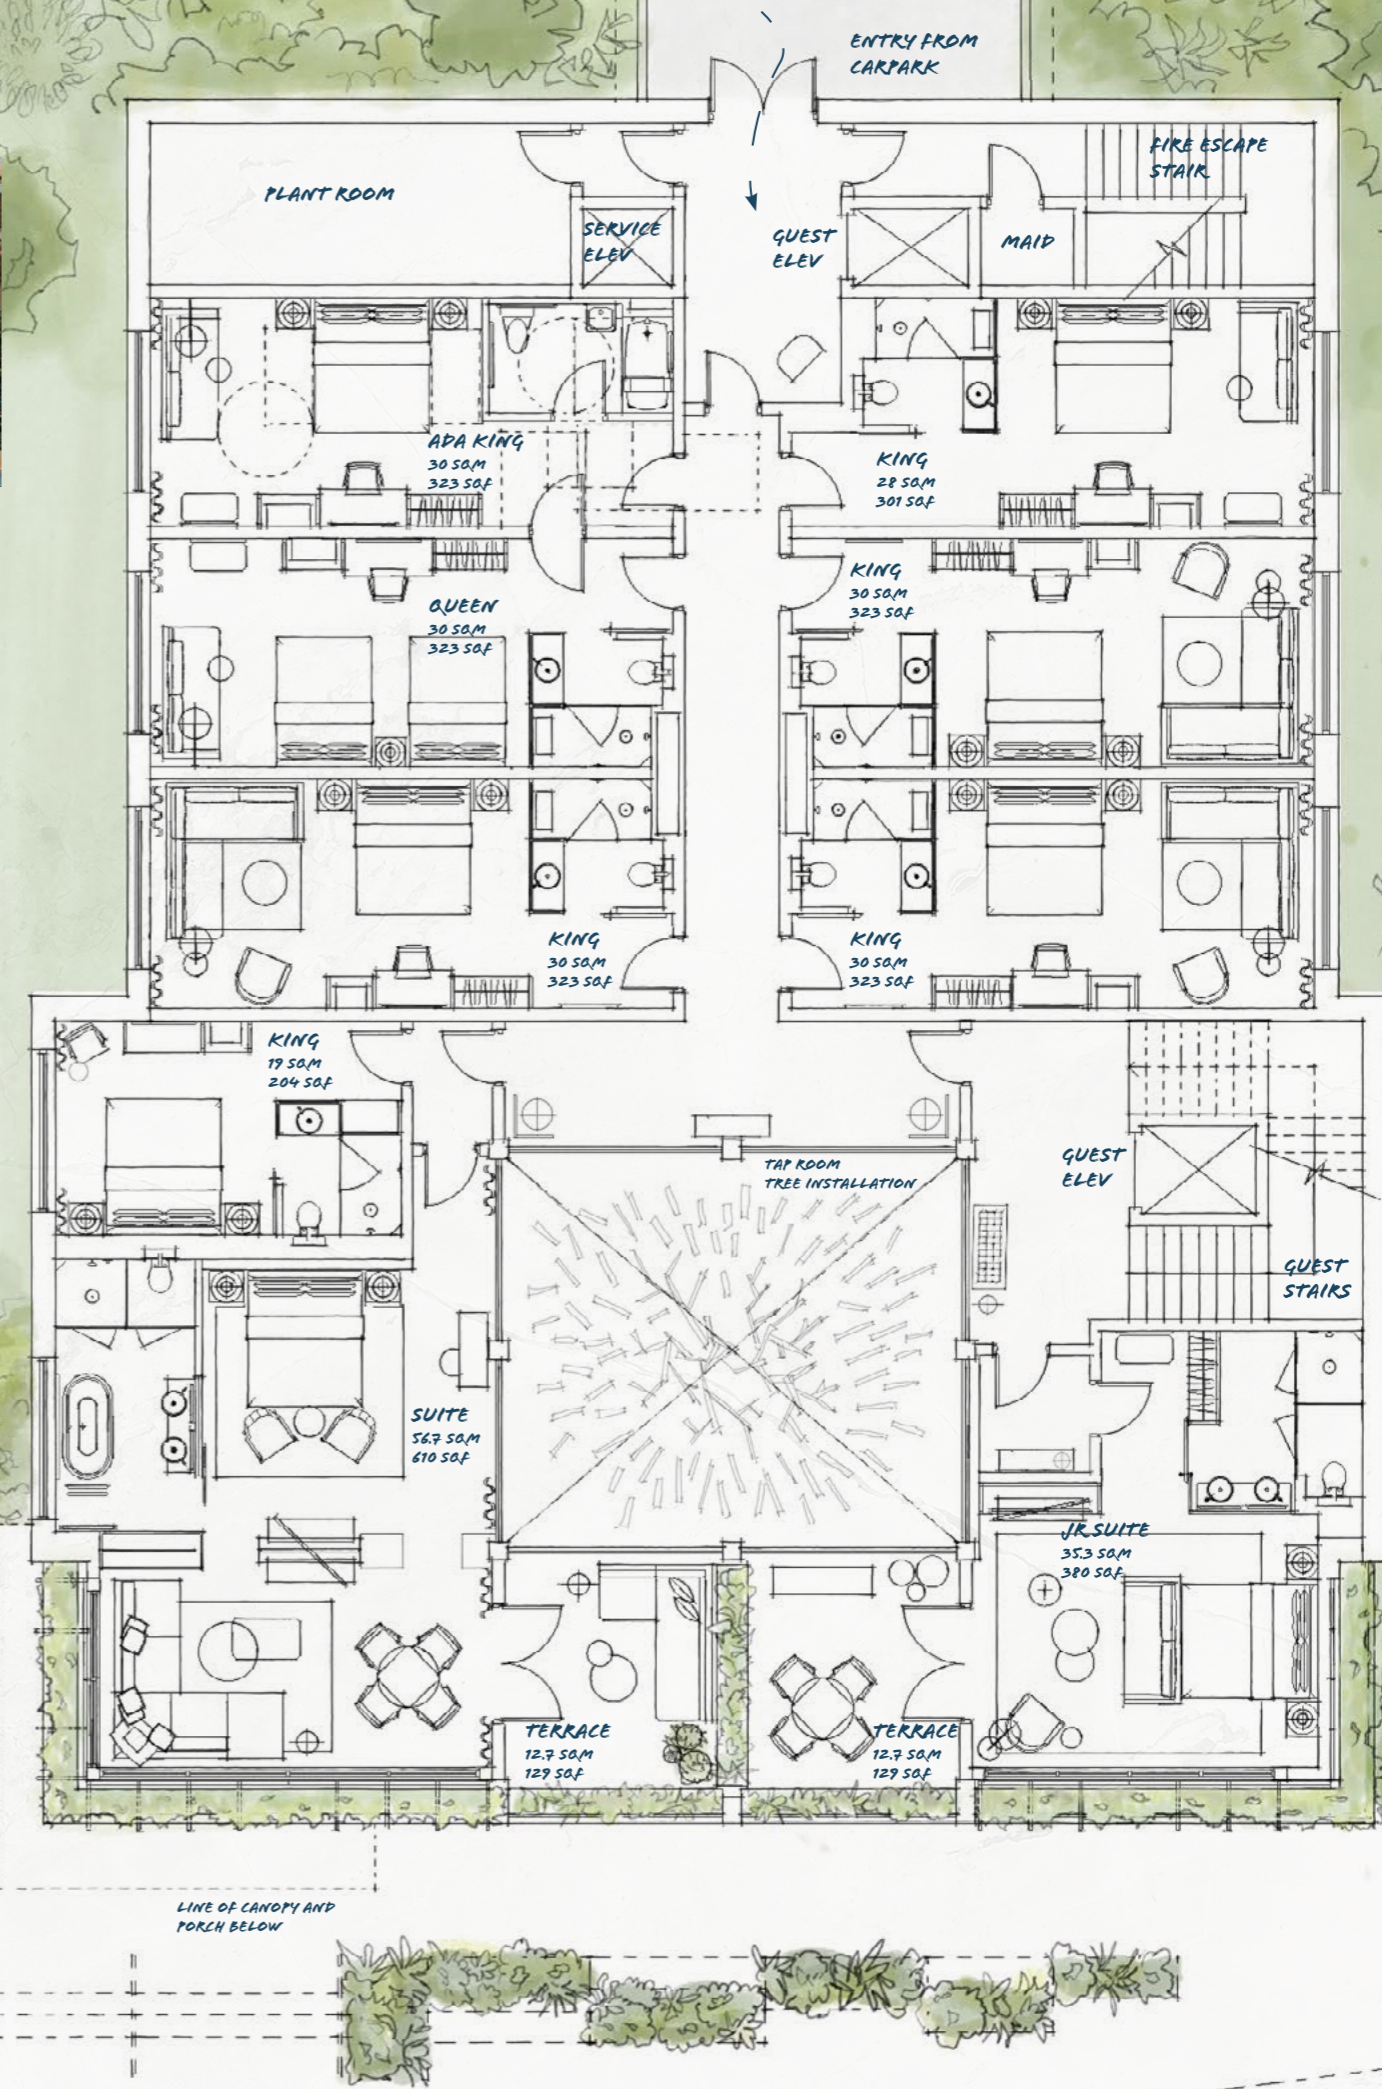 ENTRY FROM
CARPARK
FIRE ESCAPE
STAIR
PLANT ROOM
SERVICE
ELEV
GUEST
ELEV
MAID
ADA KING
30 SQM
323 SQF
KING
28 SQM
301 SQF
QUEEN
30 SQM
323 SQF
KING
30 SQM
323 SQF
KING
30 SQM
323 SQF
KING
30 SQM
323 SQF
KING
19 SQM
204 SQF
TAP ROOM
TREE INSTALLATION
GUEST
ELEV
GUEST
STAIRS
SUITE
56.7 SQM
610 SQF
JR SUITE
35.3 SQM
380 SQF
TERRACE
12.7 SQM
129 SQF
TERRACE
12.7 SQM
129 SQF
LINE OF CANOPY AND
PORCH BELOW